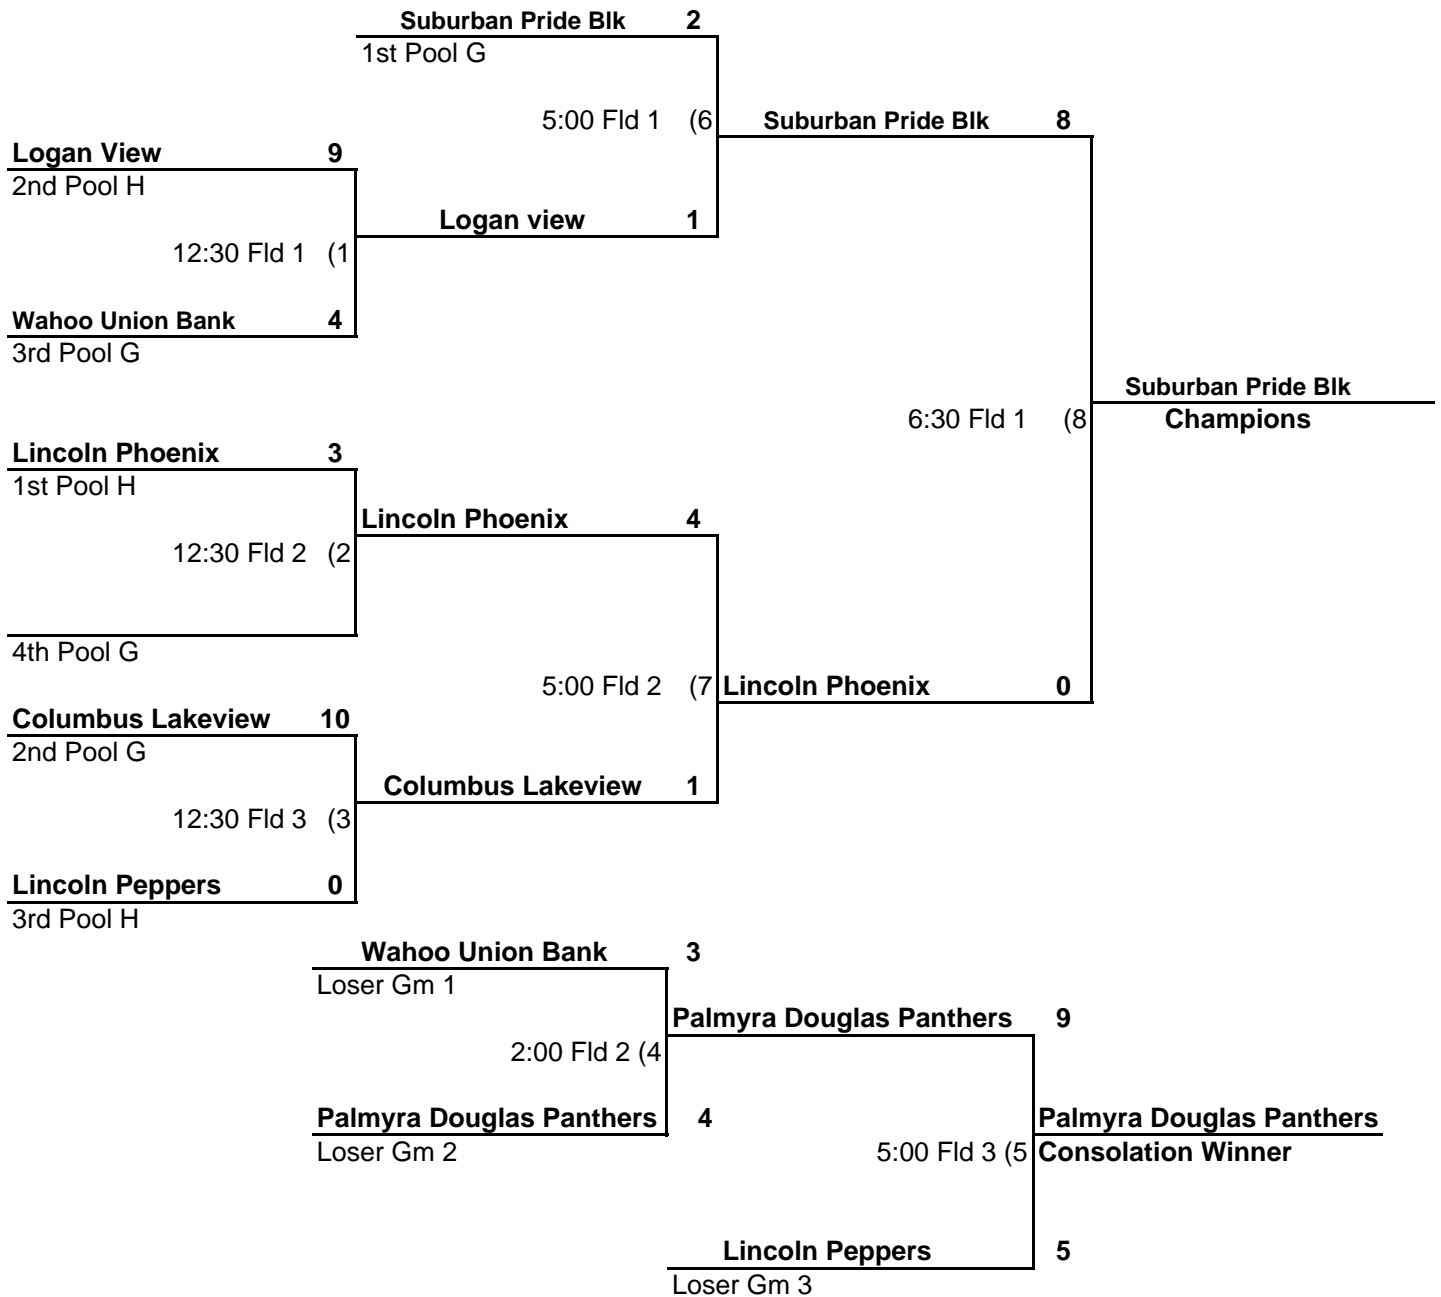 Suburban Pride Blk 2
1st Pool G
5:00 Fld 1 (6 Suburban Pride Blk 8
Logan View 9
2nd Pool H
Logan view 1
12:30 Fld 1 (1
Wahoo Union Bank 4
3rd Pool G
Suburban Pride Blk
6:30 Fld 1 (8 Champions
Lincoln Phoenix 3
1st Pool H
Lincoln Phoenix 4
12:30 Fld 2 (2
4th Pool G
5:00 Fld 2 (7 Lincoln Phoenix 0
Columbus Lakeview 10
2nd Pool G
Columbus Lakeview 1
12:30 Fld 3 (3
Lincoln Peppers 0
3rd Pool H
Wahoo Union Bank 3
Loser Gm 1
Palmyra Douglas Panthers 9
2:00 Fld 2 (4
Palmyra Douglas Panthers 4 Palmyra Douglas Panthers
Loser Gm 2 5:00 Fld 3 (5 Consolation Winner
Lincoln Peppers 5
Loser Gm 3